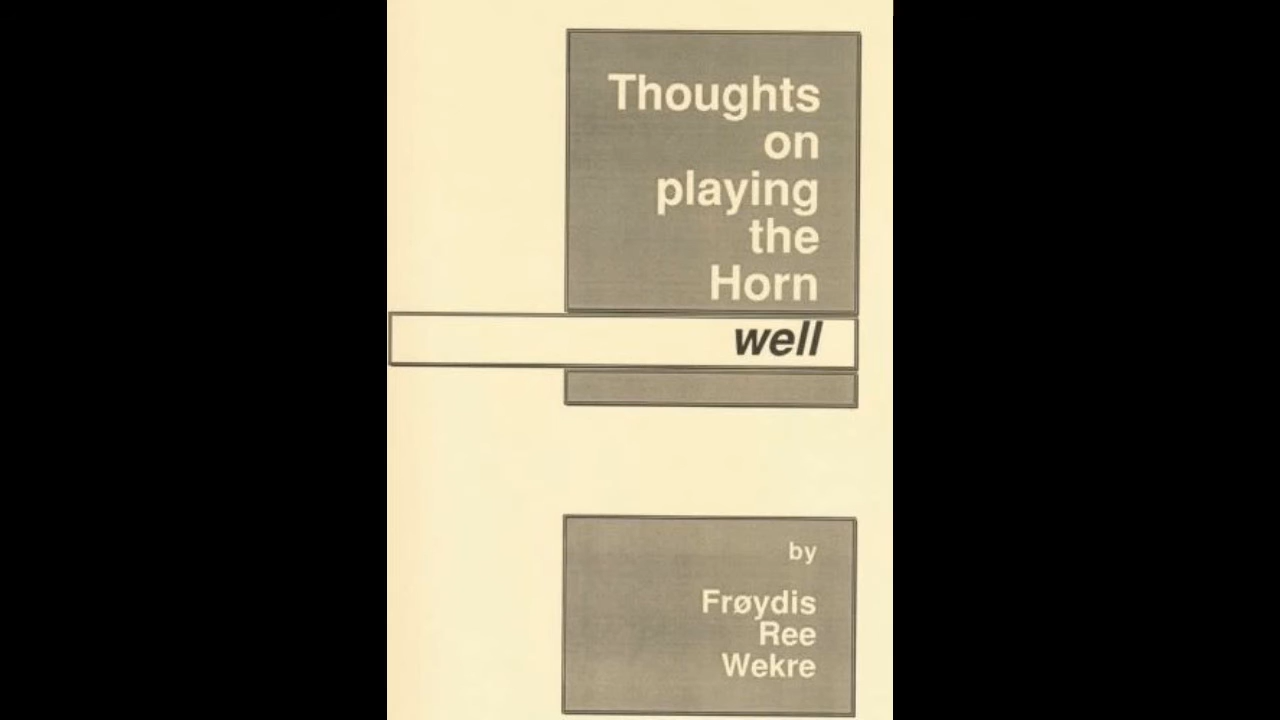 Thoughts
on
playing
the
Horn
well
by
Frøydis
Ree
Wekre